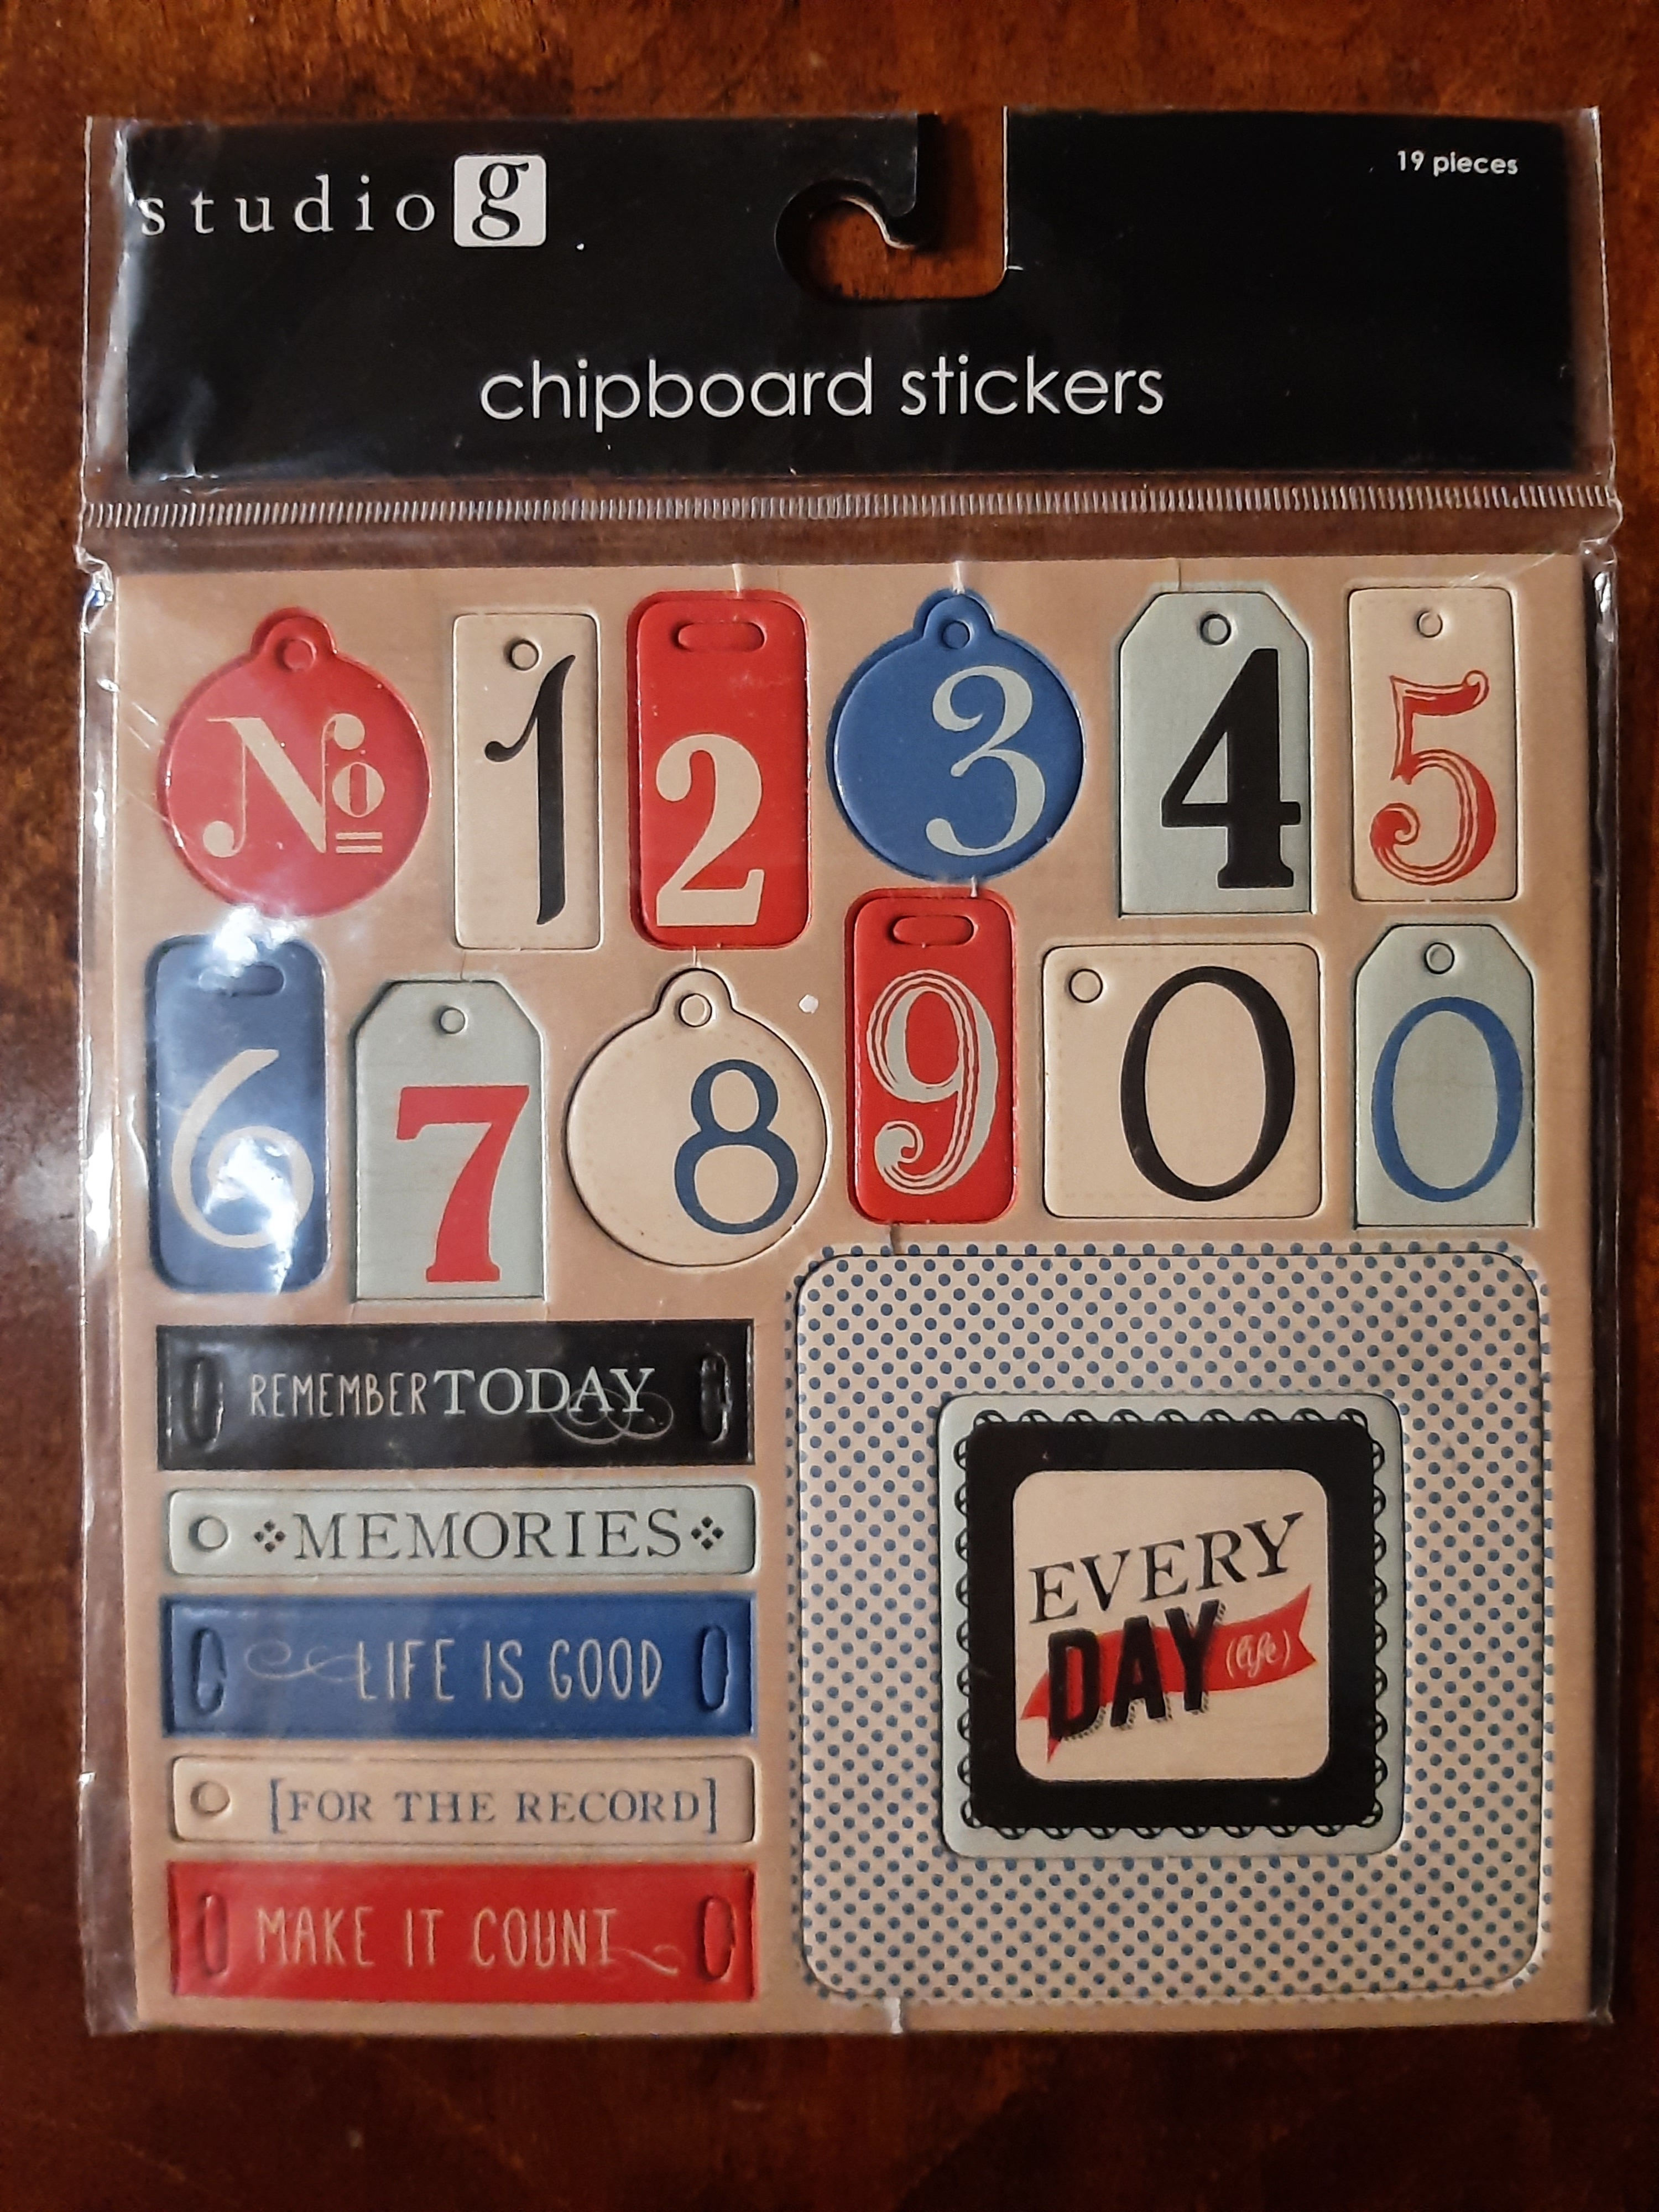 studio g
19 pieces
chipboard stickers
№ 1 2 3 4 5
6 7 8 9 0 0
REMEMBER TODAY
MEMORIES
LIFE IS GOOD
[FOR THE RECORD]
MAKE IT COUNT
EVERY
DAY (life)